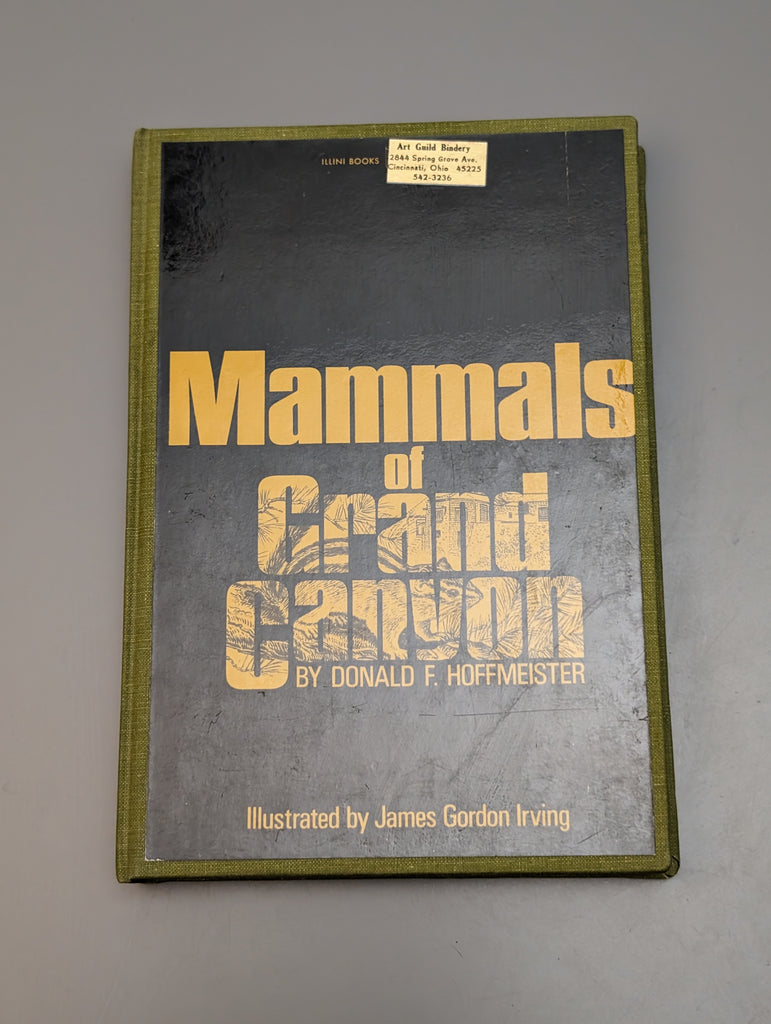 ILLINI BOOKS
Art Guild Bindery
2844 Spring Grove Ave.
Cincinnati, Ohio 45225
542-3236
Mammals
of
Grand
Canyon
BY DONALD F. HOFFMEISTER
Illustrated by James Gordon Irving